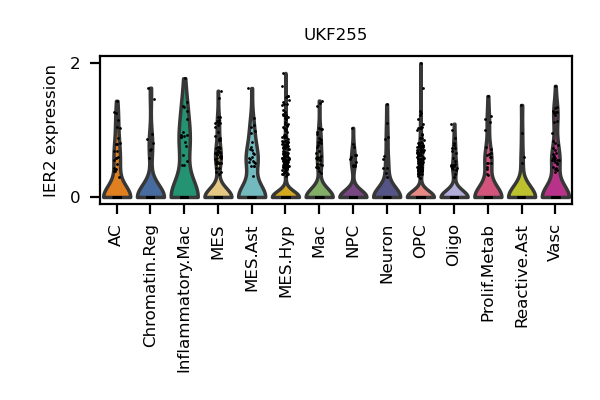 UKF255
IER2 expression
2
0
AC
Chromatin.Reg
Inflammatory.Mac
MES
MES.Ast
MES.Hyp
Mac
NPC
Neuron
OPC
Oligo
Prolif.Metab
Reactive.Ast
Vasc